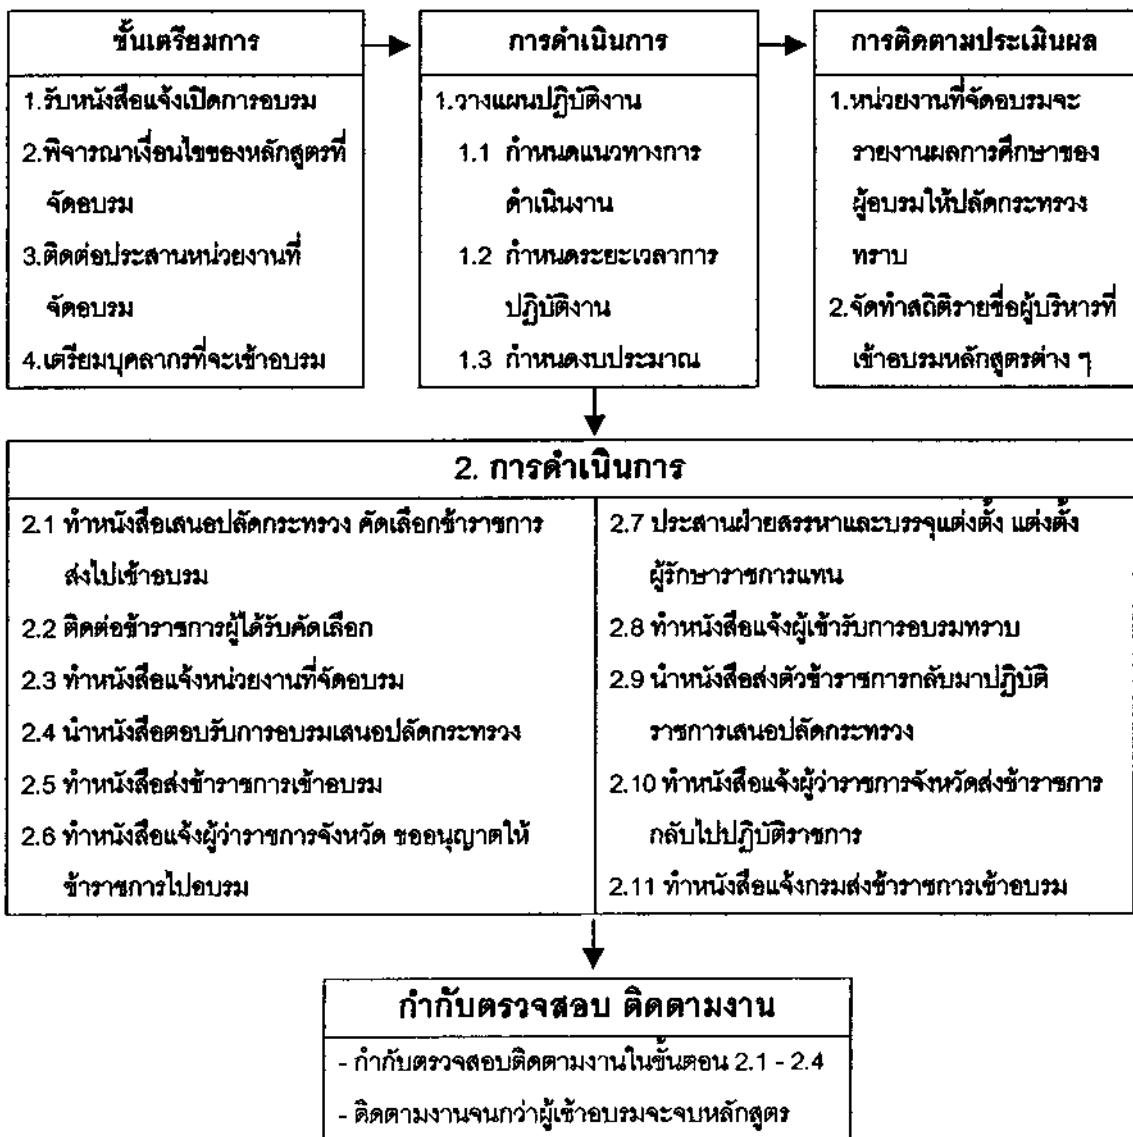 ขั้นเตรียมการ
1.รับหนังสือแจ้งเปิดการอบรม
2.พิจารณาเงื่อนไขของหลักสูตรที่
จัดอบรม
3.ติดต่อประสานหน่วยงานที่
จัดอบรม
4.เตรียมบุคลากรที่จะเข้าอบรม
การดำเนินการ
1.วางแผนปฏิบัติงาน
1.1 กำหนดแนวทางการ
ดำเนินงาน
1.2 กำหนดระยะเวลาการ
ปฏิบัติงาน
1.3 กำหนดงบประมาณ
การติดตามประเมินผล
1.หน่วยงานที่จัดอบรมจะ
รายงานผลการศึกษาของ
ผู้อบรมให้ปลัดกระทรวง
ทราบ
2.จัดทำสถิติรายชื่อผู้บริหารที่
เข้าอบรมหลักสูตรต่าง ๆ
2. การดำเนินการ
2.1 ทำหนังสือเสนอปลัดกระทรวง คัดเลือกข้าราชการ
ส่งไปเข้าอบรม
2.2 ติดต่อข้าราชการผู้ได้รับคัดเลือก
2.3 ทำหนังสือแจ้งหน่วยงานที่จัดอบรม
2.4 นำหนังสือตอบรับการอบรมเสนอปลัดกระทรวง
2.5 ทำหนังสือส่งข้าราชการเข้าอบรม
2.6 ทำหนังสือแจ้งผู้ว่าราชการจังหวัด ขออนุญาตให้
ข้าราชการไปอบรม
2.7 ประสานฝ่ายสรรหาและบรรจุแต่งตั้ง แต่งตั้ง
ผู้รักษาราชการแทน
2.8 ทำหนังสือแจ้งผู้เข้ารับการอบรมทราบ
2.9 นำหนังสือส่งตัวข้าราชการกลับมาปฏิบัติ
ราชการเสนอปลัดกระทรวง
2.10 ทำหนังสือแจ้งผู้ว่าราชการจังหวัดส่งข้าราชการ
กลับไปปฏิบัติราชการ
2.11 ทำหนังสือแจ้งกรมส่งข้าราชการเข้าอบรม
กำกับตรวจสอบ ติดตามงาน
- กำกับตรวจสอบติดตามงานในขั้นตอน 2.1 - 2.4
- ติดตามงานจนกว่าผู้เข้าอบรมจะจบหลักสูตร